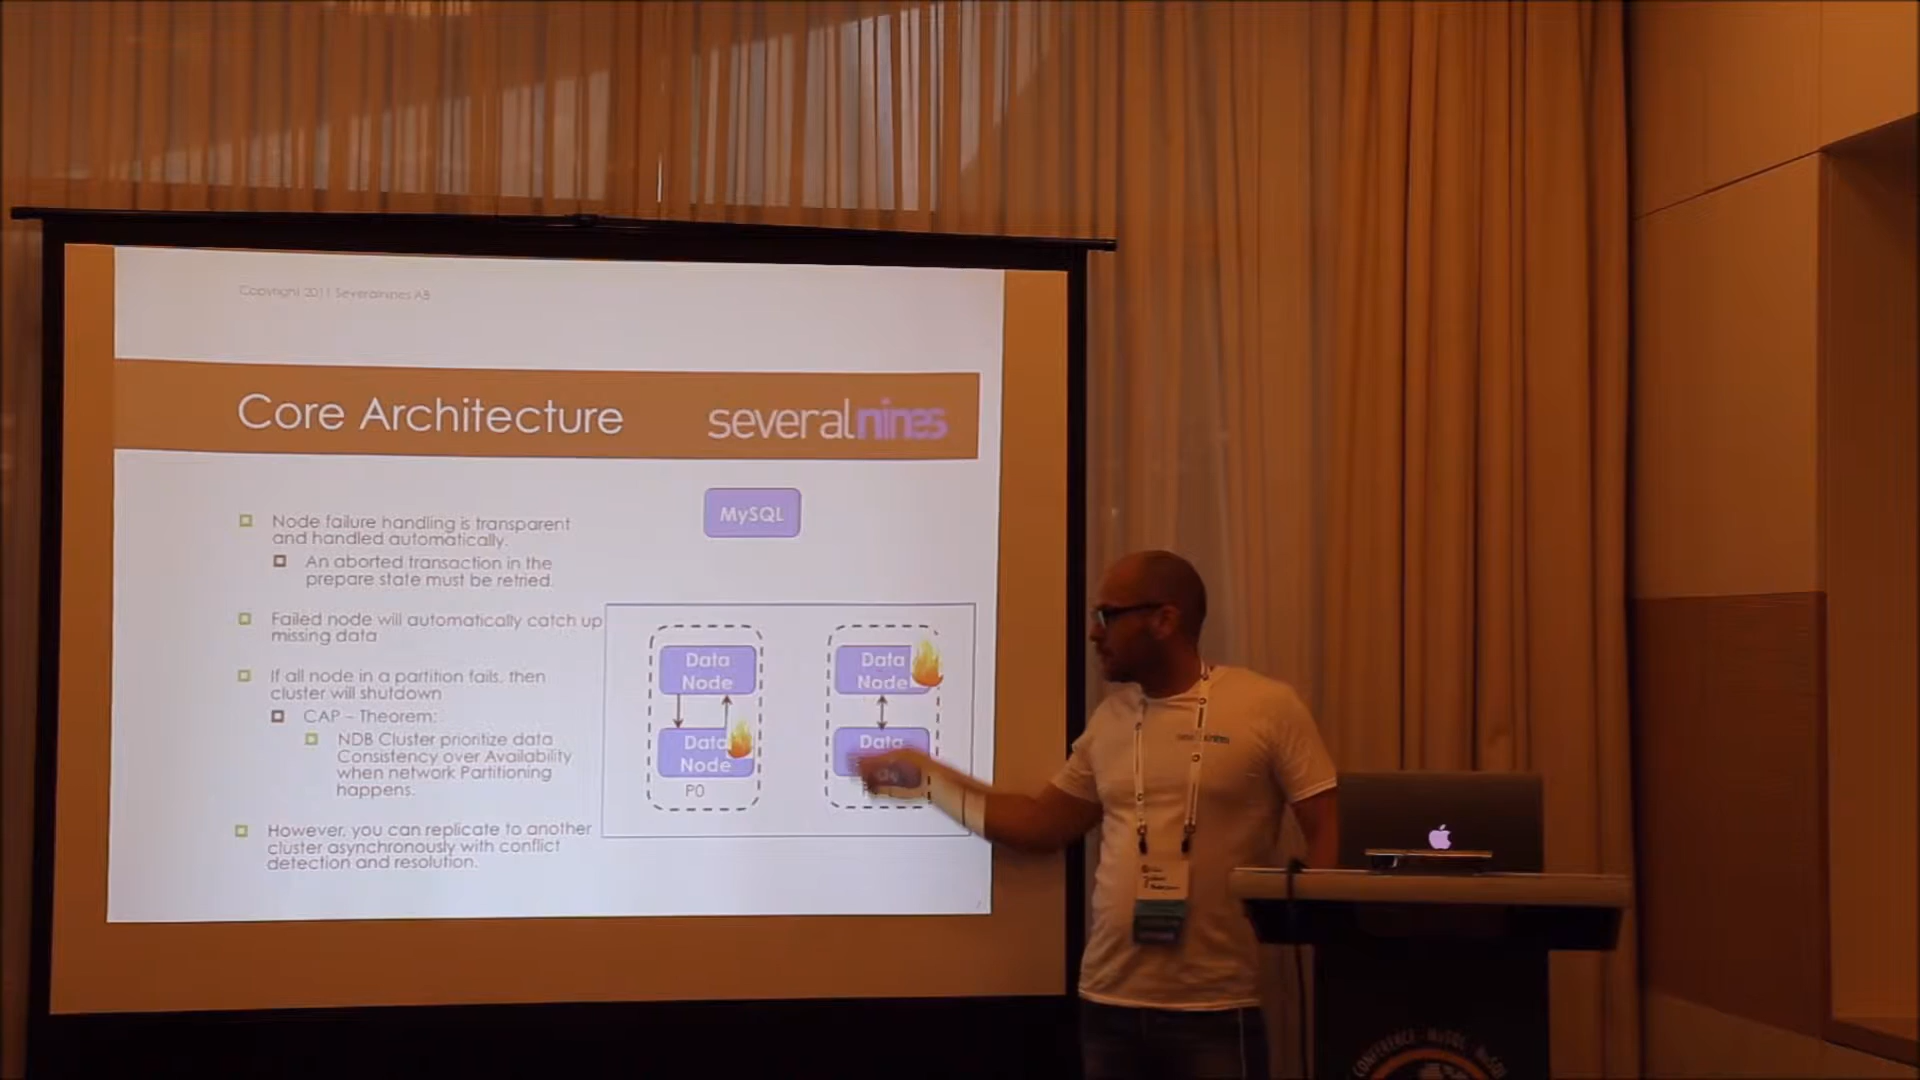 Copyright 2011 Severalnines AB
Core Architecture
severalnines
MySQL
Node failure handling is transparent
and handled automatically.
An aborted transaction in the
prepare state must be retried.
Failed node will automatically catch up
missing data
If all node in a partition fails, then
cluster will shutdown
CAP – Theorem:
NDB Cluster prioritize data
Consistency over Availability
when network Partitioning
happens.
However, you can replicate to another
cluster asynchronously with conflict
detection and resolution.
Data
Node
Data
Node
P0
Data
Node
Data
CONFERENCE • MySQL • NoSQL